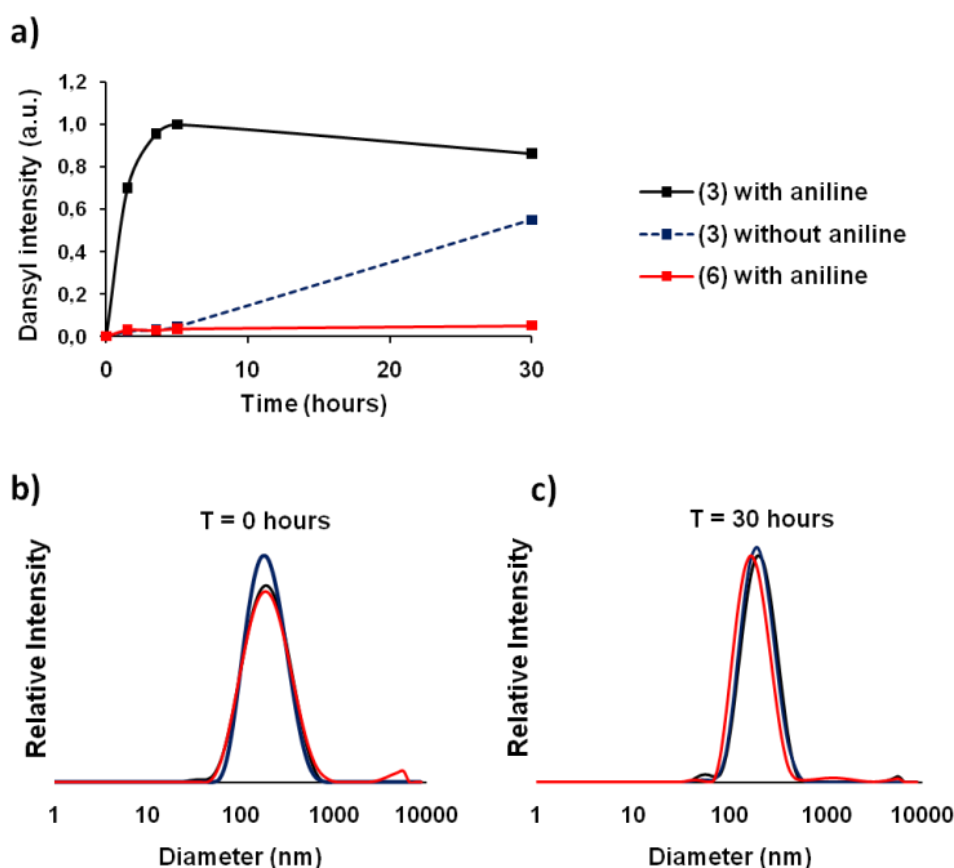 a)
Dansyl intensity (a.u.)
1,2
1.0
0.8
0.6
0.4
0.2
0.0
0 10 20 30
Time (hours)
(3) with aniline
(3) without aniline
(6) with aniline
b)
T = 0 hours
Relative Intensity
1 10 100 1000 10000
Diameter (nm)
c)
T = 30 hours
Relative Intensity
1 10 100 1000 10000
Diameter (nm)